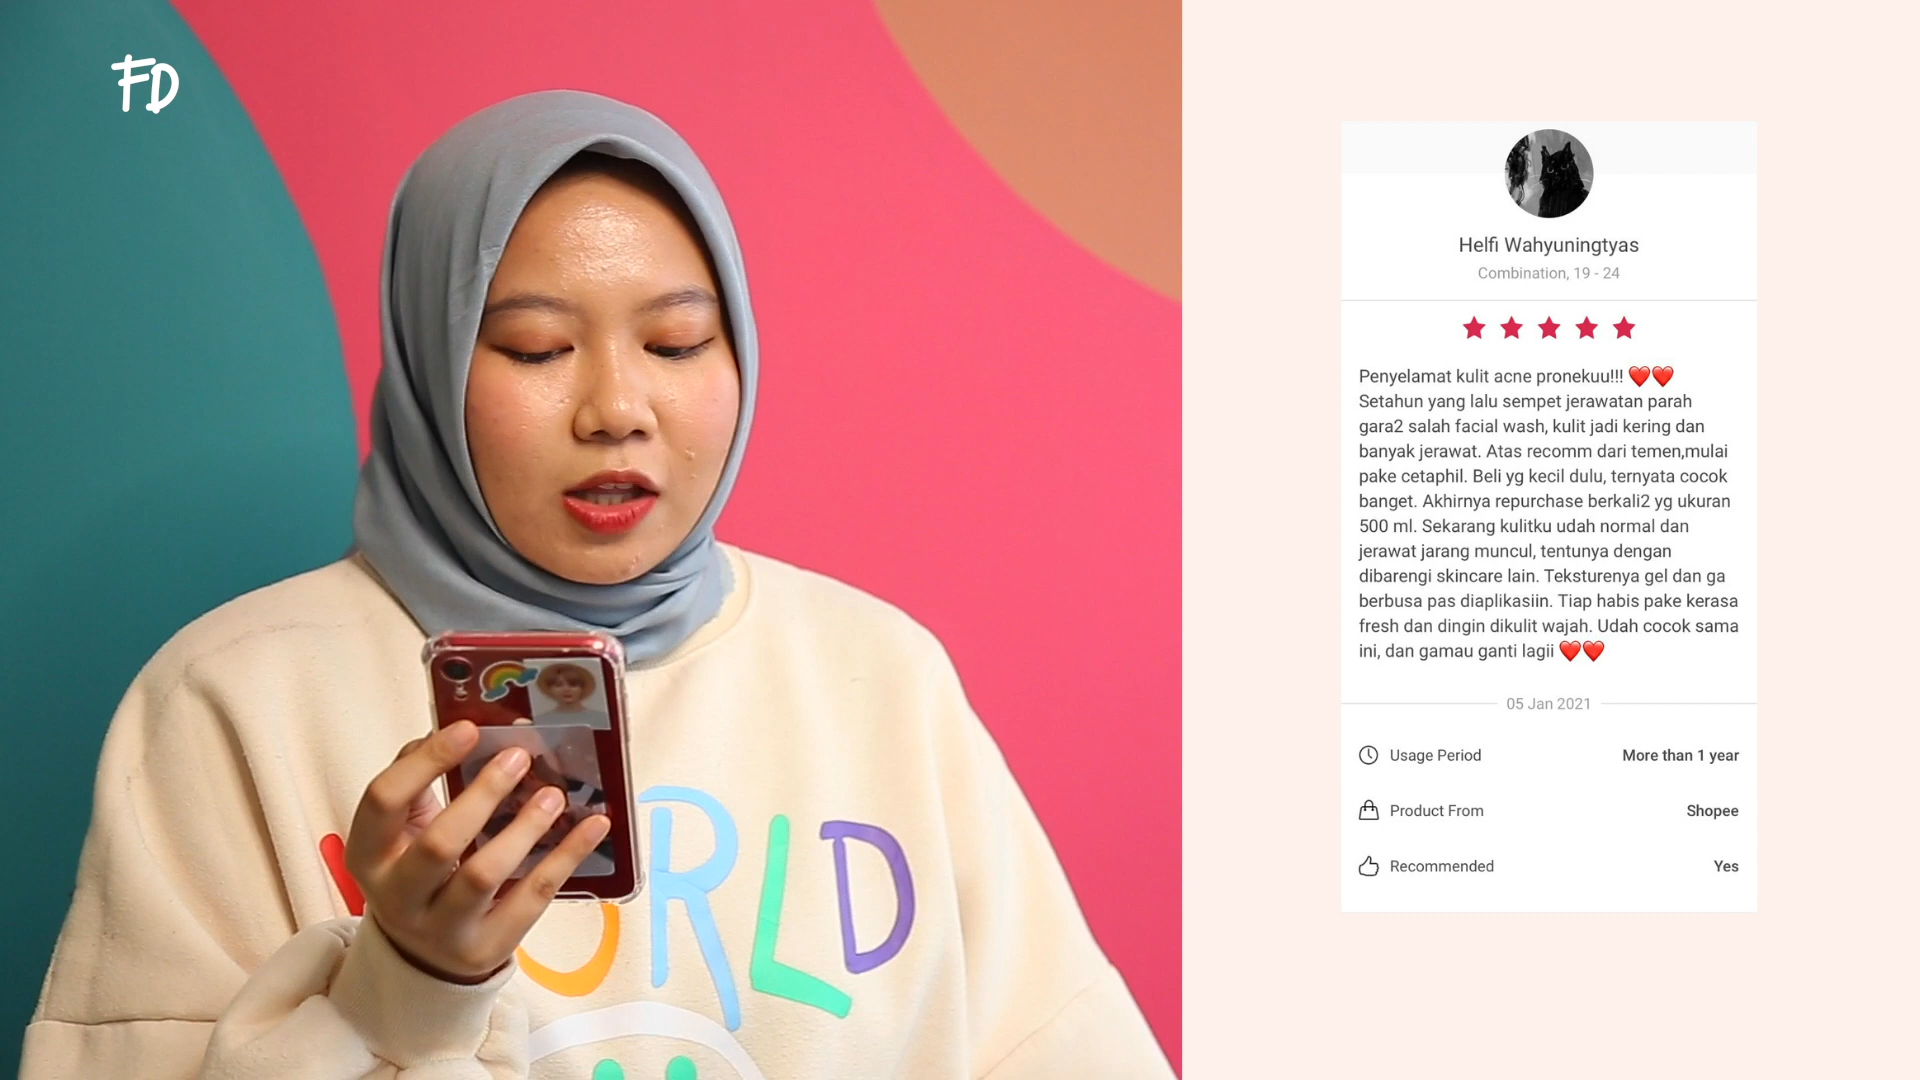 FD
WORLD
Helfi Wahyuningtyas
Combination, 19 - 24
Penyelamat kulit acne pronekuu!!! ❤️❤️
Setahun yang lalu sempet jerawatan parah
gara2 salah facial wash, kulit jadi kering dan
banyak jerawat. Atas recomm dari temen,mulai
pake cetaphil. Beli yg kecil dulu, ternyata cocok
banget. Akhirnya repurchase berkali2 yg ukuran
500 ml. Sekarang kulitku udah normal dan
jerawat jarang muncul, tentunya dengan
dibarengi skincare lain. Teksturenya gel dan ga
berbusa pas diaplikasiin. Tiap habis pake kerasa
fresh dan dingin dikulit wajah. Udah cocok sama
ini, dan gamau ganti lagii ❤️❤️
05 Jan 2021
Usage Period More than 1 year
Product From Shopee
Recommended Yes